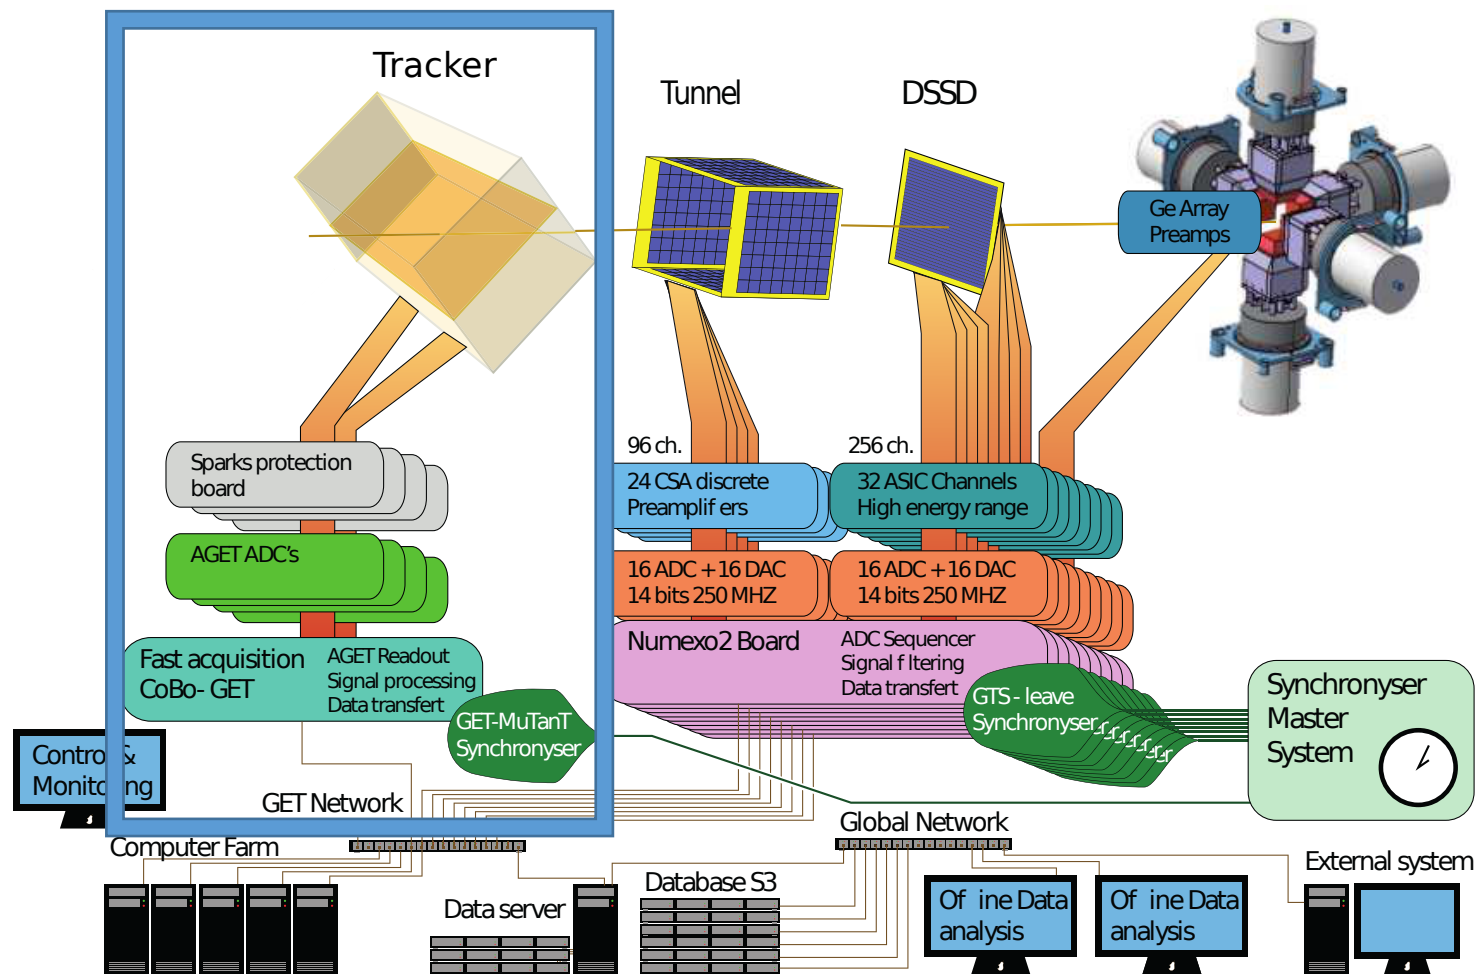 Tracker
Tunnel
DSSD
Ge Array
Preamps
96 ch.
256 ch.
Sparks protection
board
24 CSA discrete
Preamplif ers
32 ASIC Channels
High energy range
AGET ADC's
16 ADC + 16 DAC
14 bits 250 MHZ
16 ADC + 16 DAC
14 bits 250 MHZ
Fast acquisition
CoBo- GET
AGET Readout
Signal processing
Data transfert
Numexo2 Board
ADC Sequencer
Signal f ltering
Data transfert
GET-MuTanT
Synchronyser
GTS - leave
Synchronyser
Synchronyser
Master
System
Control &
Monitoring
GET Network
Global Network
Computer Farm
Data server
Database S3
Of ine Data
analysis
Of ine Data
analysis
External system